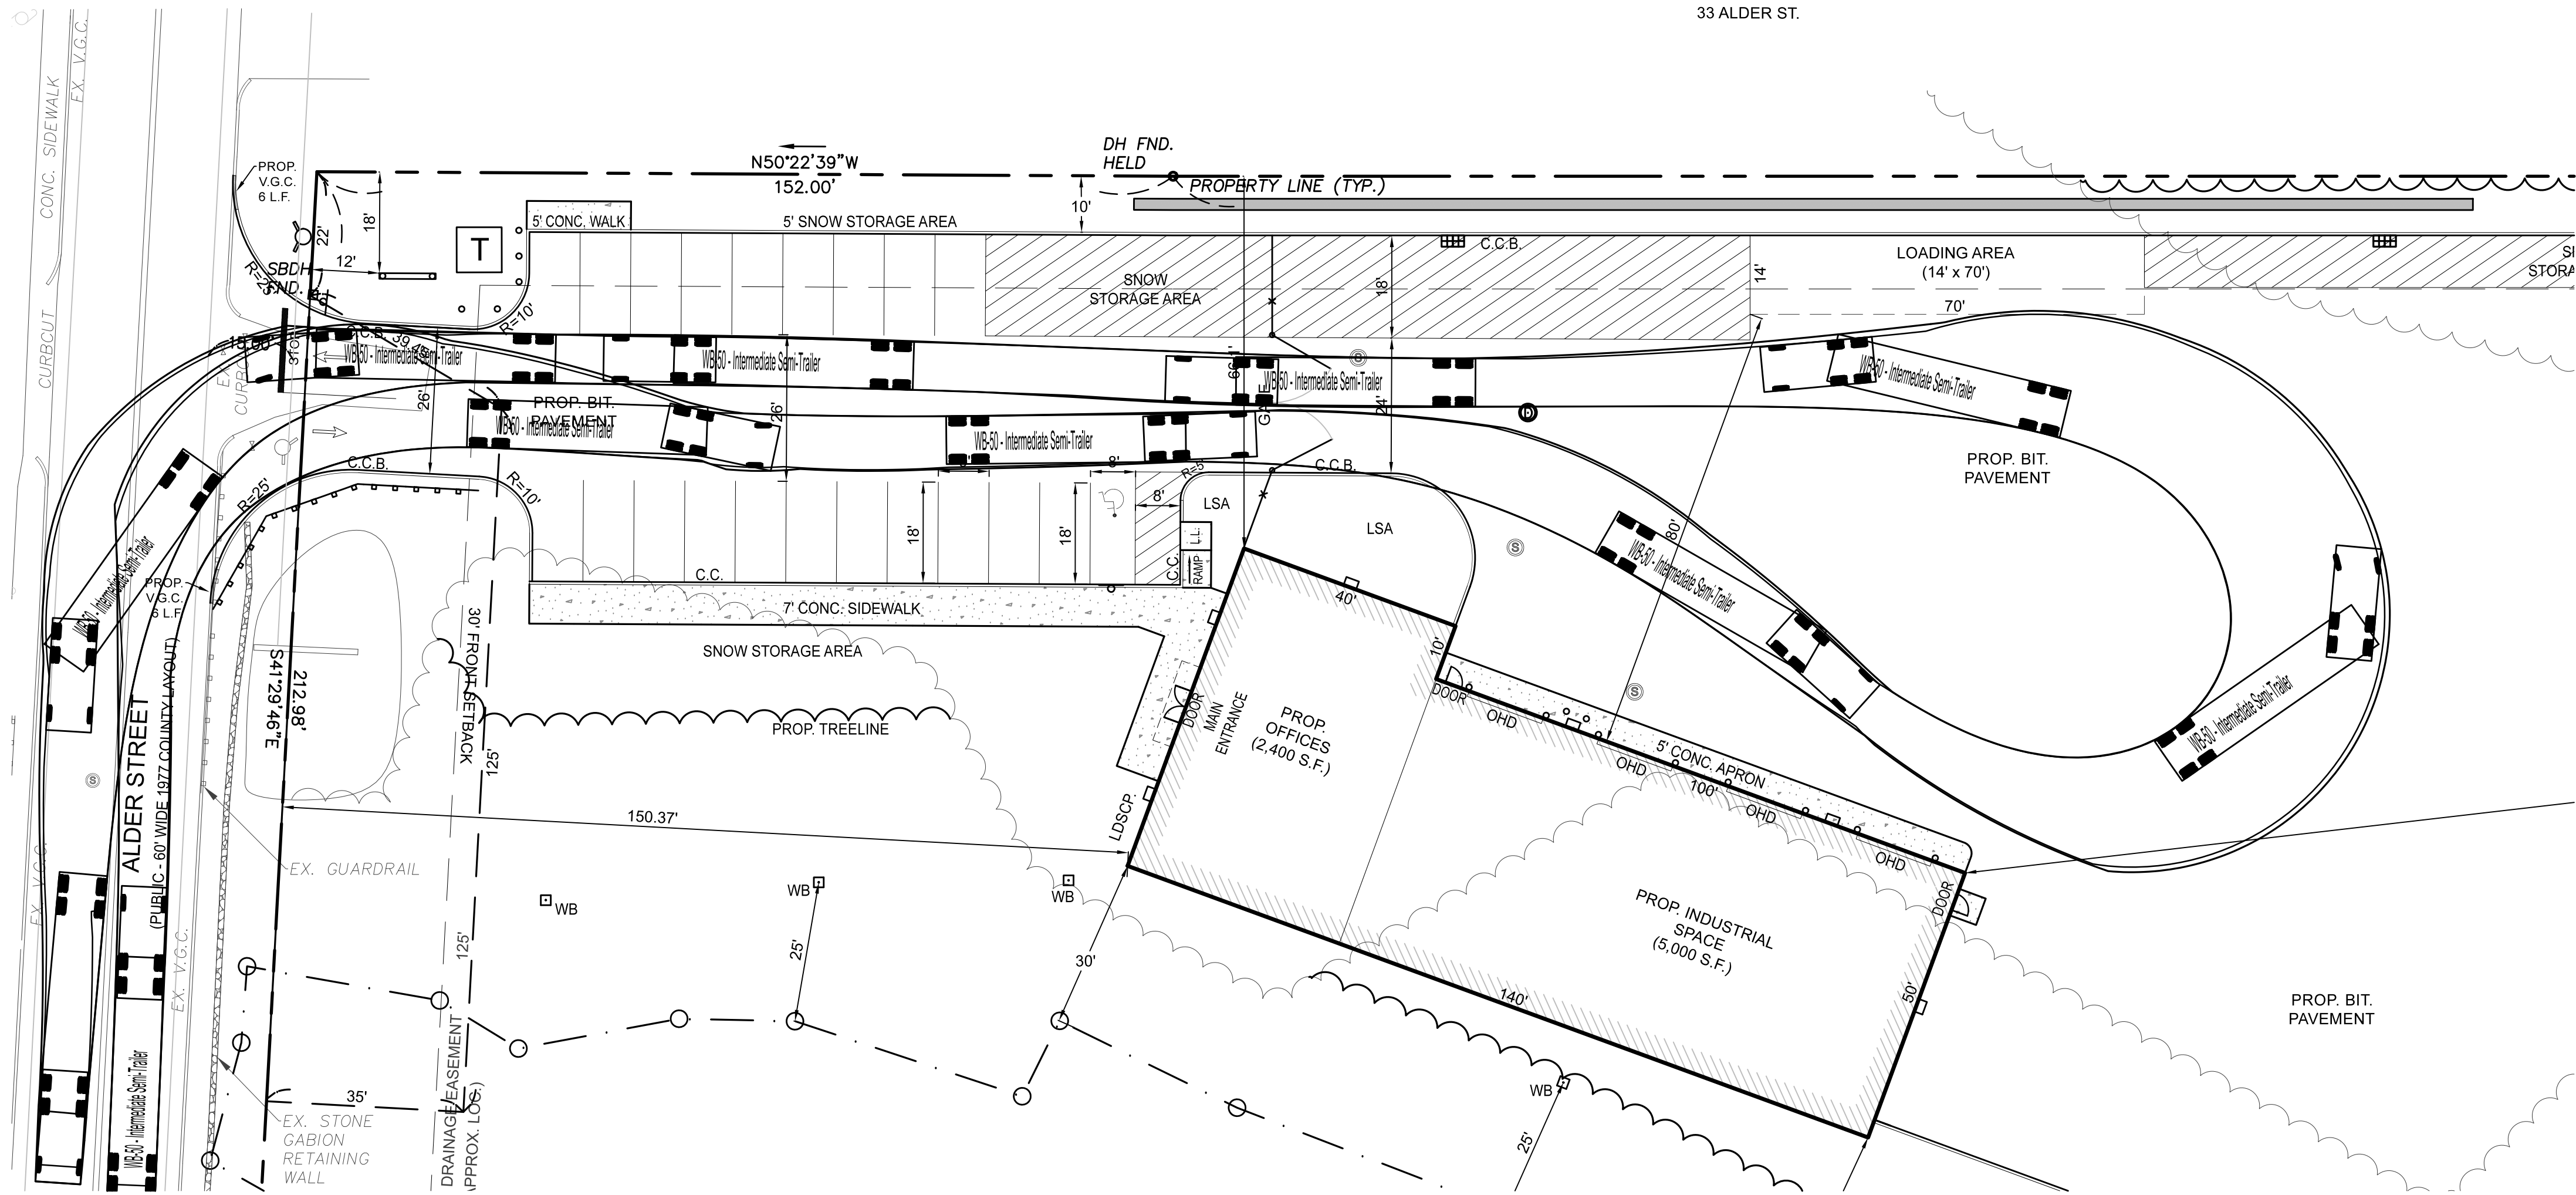 33 ALDER ST.
CONC. SIDEWALK
EX. V.G.C.
CURBCUT
PROP.
V.G.C.
6 L.F.
N50°22'39"W
152.00'
DH FND.
HELD
PROPERTY LINE (TYP.)
18'
22'
12'
10'
SBDH
FND.
R=25'
T
5' CONC. WALK
5' SNOW STORAGE AREA
SNOW
STORAGE AREA
18'
C.C.B.
14'
LOADING AREA
(14' x 70')
70'
R=10'
STOP
C.C.B.
WB-50 - Intermediate Semi-Trailer
WB-50 - Intermediate Semi-Trailer
WB-50 - Intermediate Semi-Trailer
WB-50 - Intermediate Semi-Trailer
26'
26'
24'
66.1'
GATE
PROP. BIT.
PAVEMENT
WB-50 - Intermediate Semi-Trailer
WB-50 - Intermediate Semi-Trailer
PROP. BIT.
PAVEMENT
C.C.B.
R=25'
R=10'
8'
8'
R=5'
C.C.B.
LSA
LSA
18'
18'
L.L.
RAMP
C.C.
C.C.
80'
S
S
S
WB-50 - Intermediate Semi-Trailer
WB-50 - Intermediate Semi-Trailer
WB-50 - Intermediate Semi-Trailer
PROP.
V.G.C.
6 L.F.
7' CONC. SIDEWALK
SNOW STORAGE AREA
30' FRONT SETBACK
125'
PROP. TREELINE
S41°29'46"E
212.98'
ALDER STREET
(PUBLIC - 60' WIDE 1977 COUNTY LAYOUT)
S
40'
10'
DOOR
OHD
OHD
OHD
OHD
5' CONC. APRON
100'
DOOR
MAIN
ENTRANCE
PROP.
OFFICES
(2,400 S.F.)
LDSCP.
DOOR
PROP. INDUSTRIAL
SPACE
(5,000 S.F.)
50'
140'
150.37'
EX. GUARDRAIL
EX. V.G.C.
EX. V.G.C.
WB
WB
WB
WB
25'
30'
25'
125'
35'
DRAINAGE EASEMENT
EX. STONE
GABION
RETAINING
WALL
WB-50 - Intermediate Semi-Trailer
PROP. BIT.
PAVEMENT